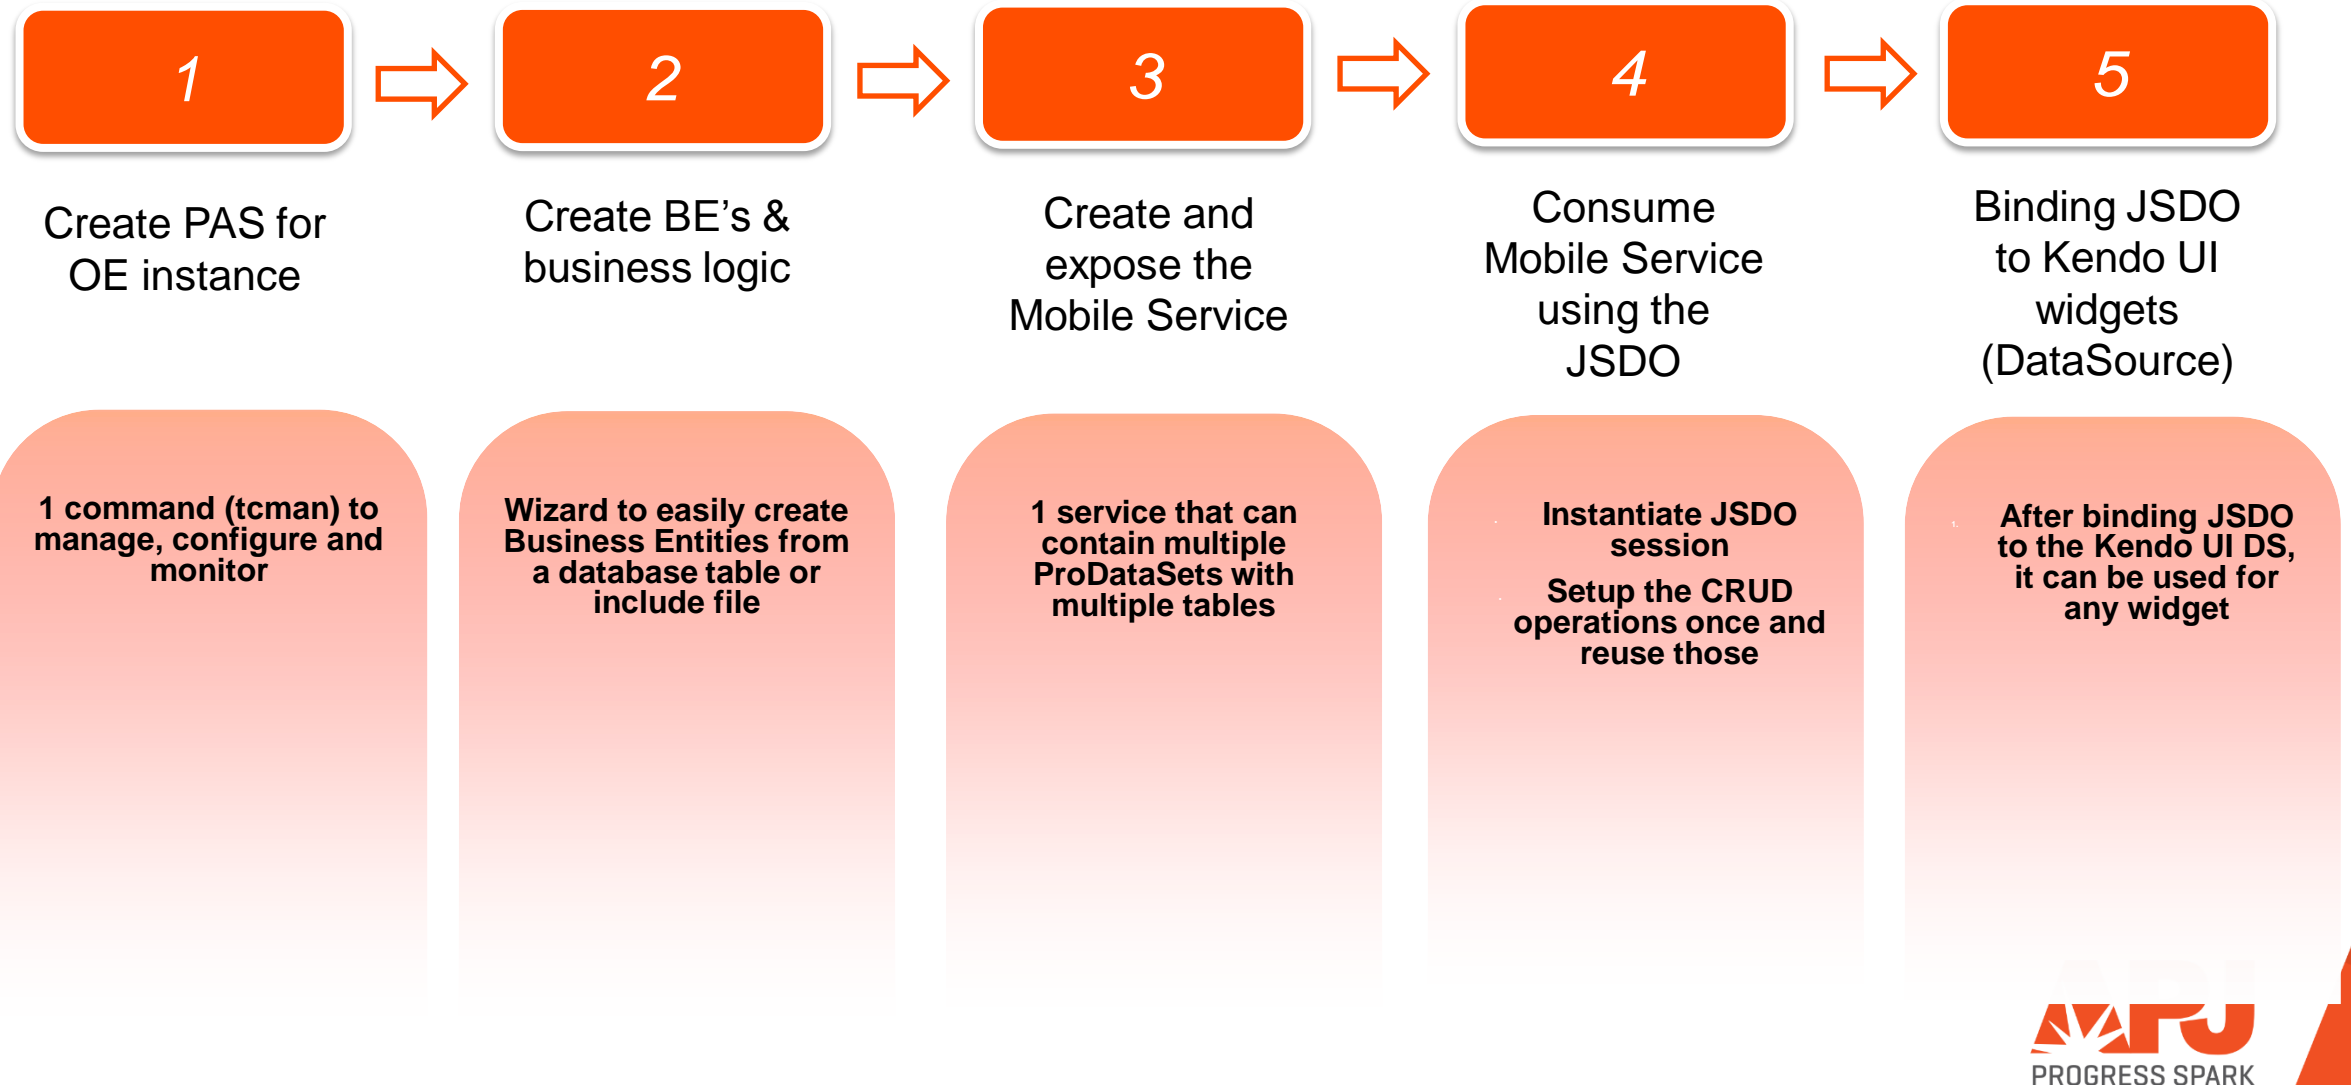 1
2
3
4
5
Create PAS for
OE instance
Create BE’s &
business logic
Create and
expose the
Mobile Service
Consume
Mobile Service
using the
JSDO
Binding JSDO
to Kendo UI
widgets
(DataSource)
1 command (tcman) to
manage, configure and
monitor
Wizard to easily create
Business Entities from
a database table or
include file
1 service that can
contain multiple
ProDataSets with
multiple tables
Instantiate JSDO
session
Setup the CRUD
operations once and
reuse those
1.
After binding JSDO
to the Kendo UI DS,
it can be used for
any widget
APJ
PROGRESS SPARK